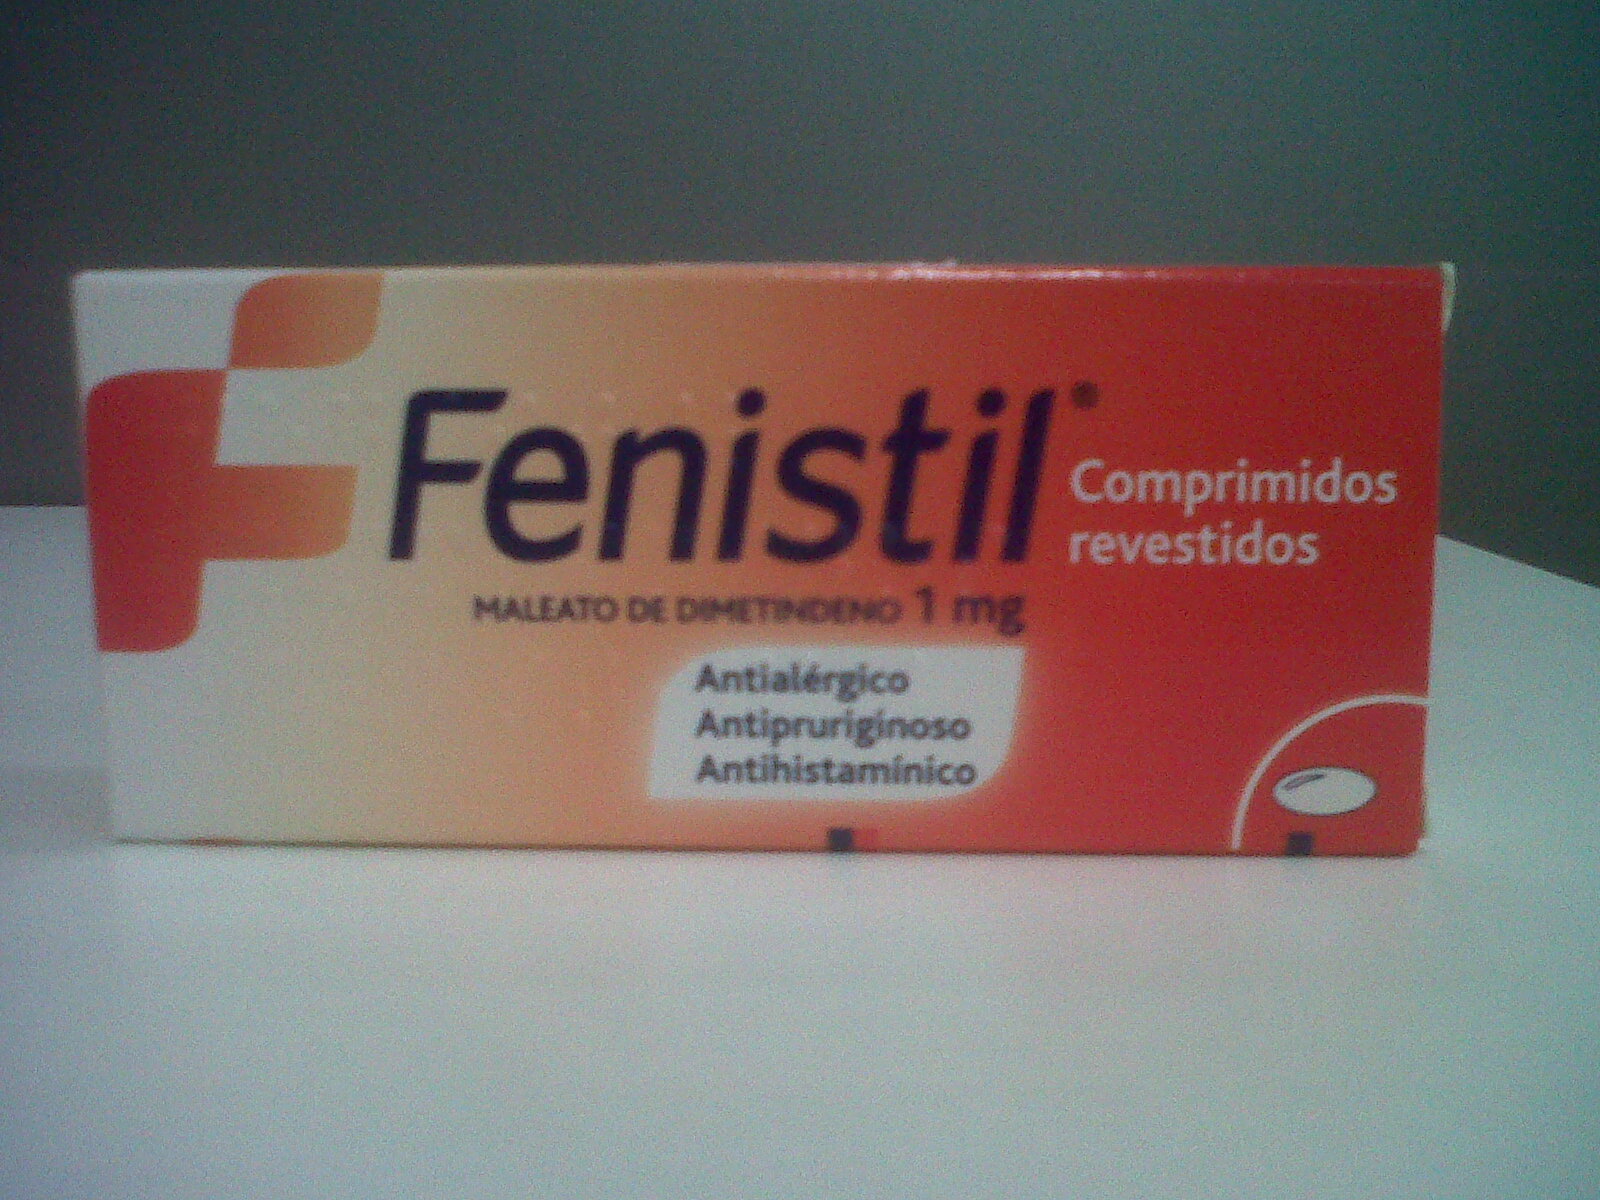 Fenistil®
Comprimidos
revestidos
MALEATO DE DIMETINDENO 1 mg
Antialérgico
Antipruriginoso
Antihistamínico